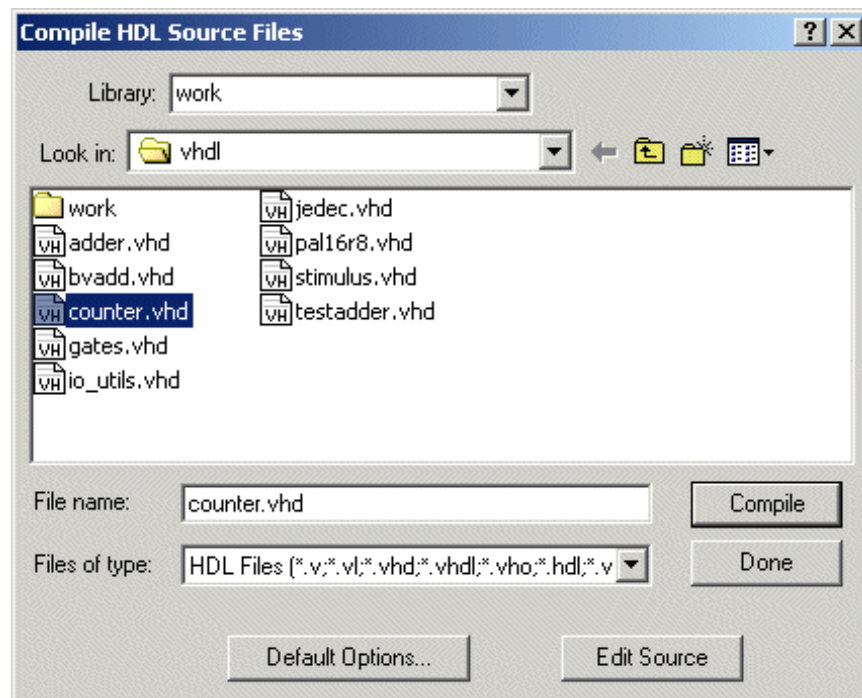 Compile HDL Source Files
Library: work
Look in: vhdl
work
adder.vhd
bvadd.vhd
counter.vhd
gates.vhd
io_utils.vhd
jedec.vhd
pal16r8.vhd
stimulus.vhd
testadder.vhd
File name: counter.vhd
Compile
Files of type: HDL Files (*.v;*.vl;*.vhd;*.vhdl;*.vho;*.hdl;*.v
Done
Default Options...
Edit Source